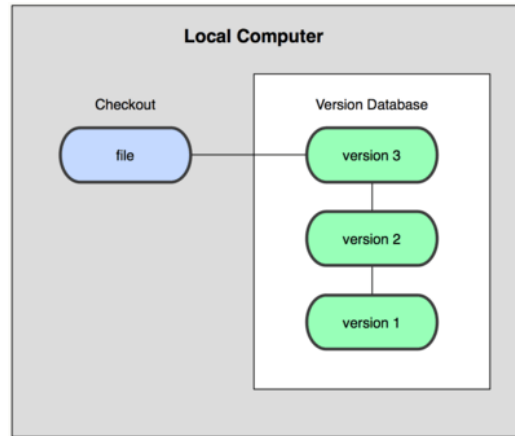 Local Computer
Checkout
Version Database
file
version 3
version 2
version 1